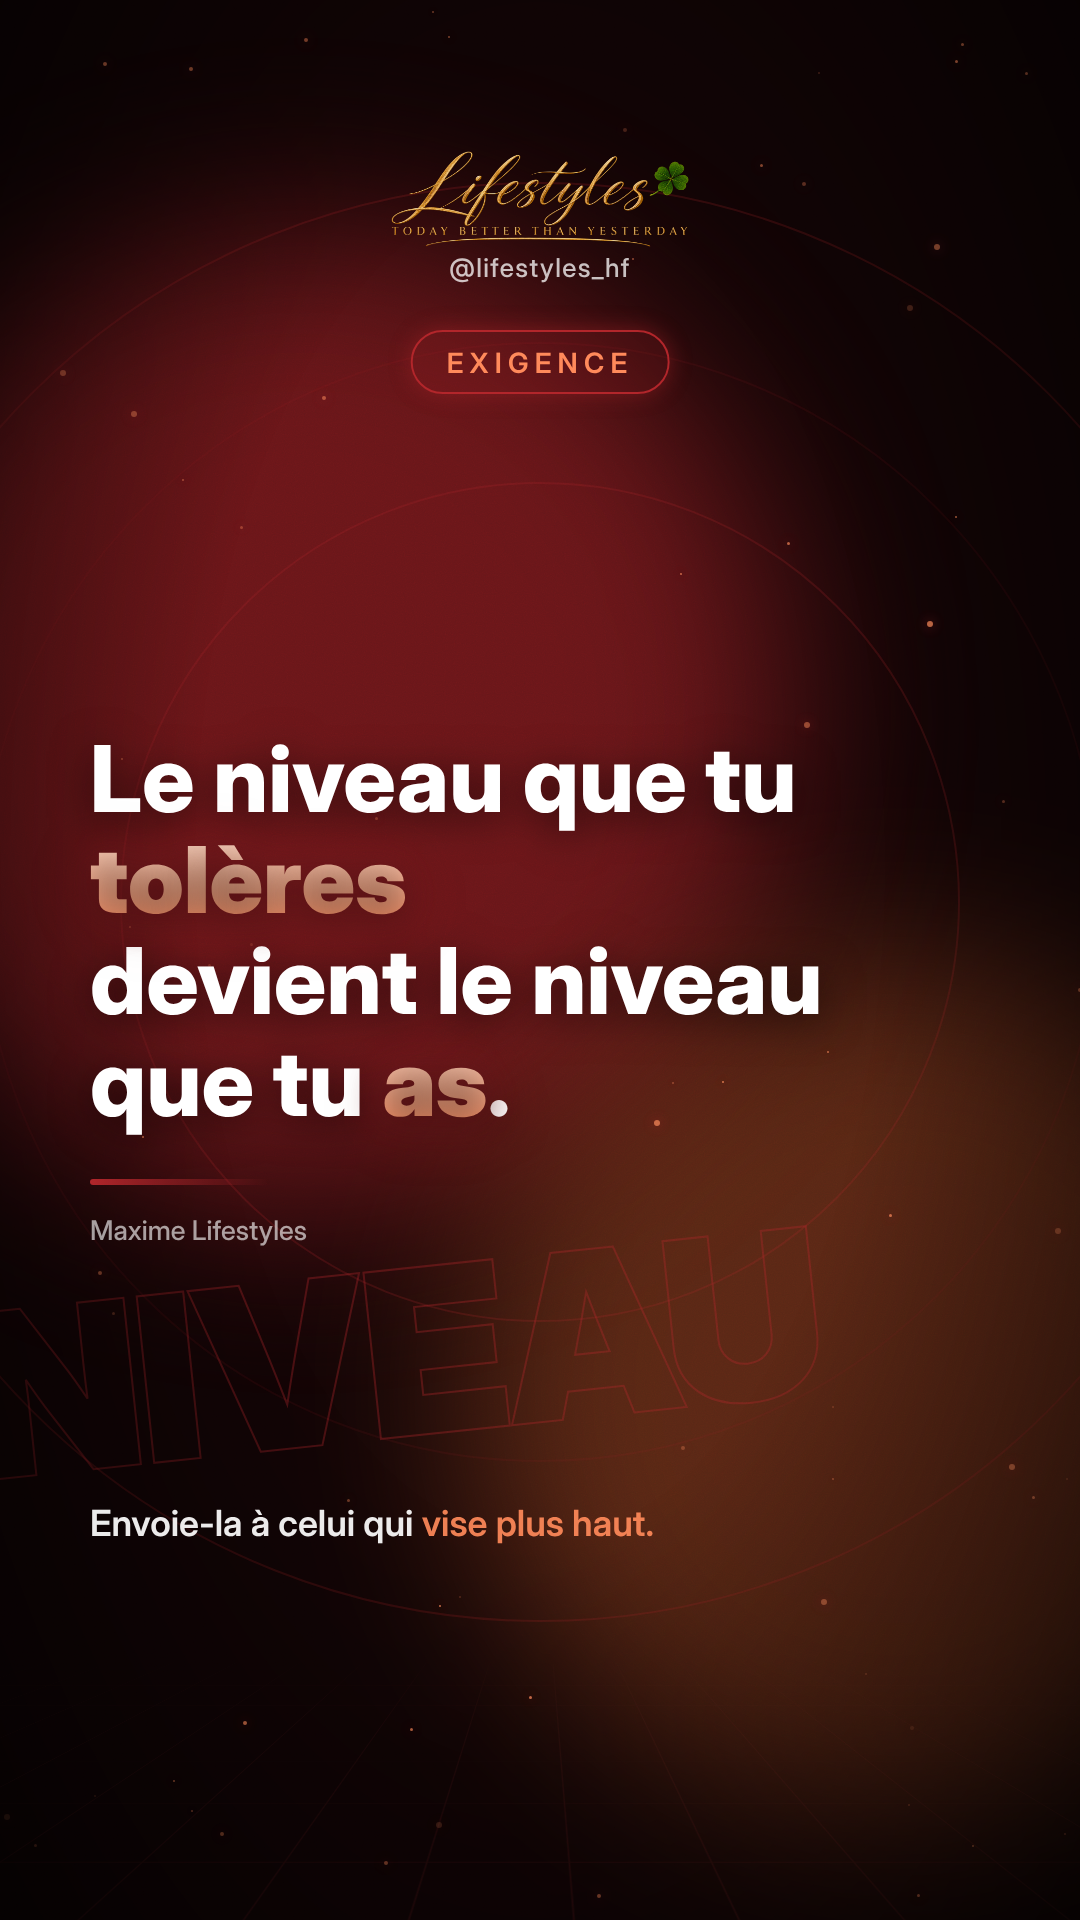 Lifestyles
TODAY BETTER THAN YESTERDAY
@lifestyles_hf
EXIGENCE
Le niveau que tu
tolères
devient le niveau
que tu as.
Maxime Lifestyles
NIVEAU
Envoie-la à celui qui vise plus haut.